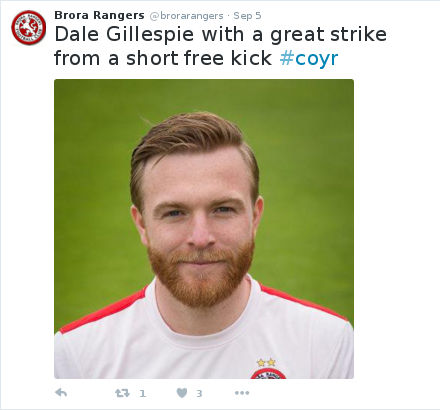 Brora Rangers @brorarangers · Sep 5
Dale Gillespie with a great strike
from a short free kick #coyr
1 3